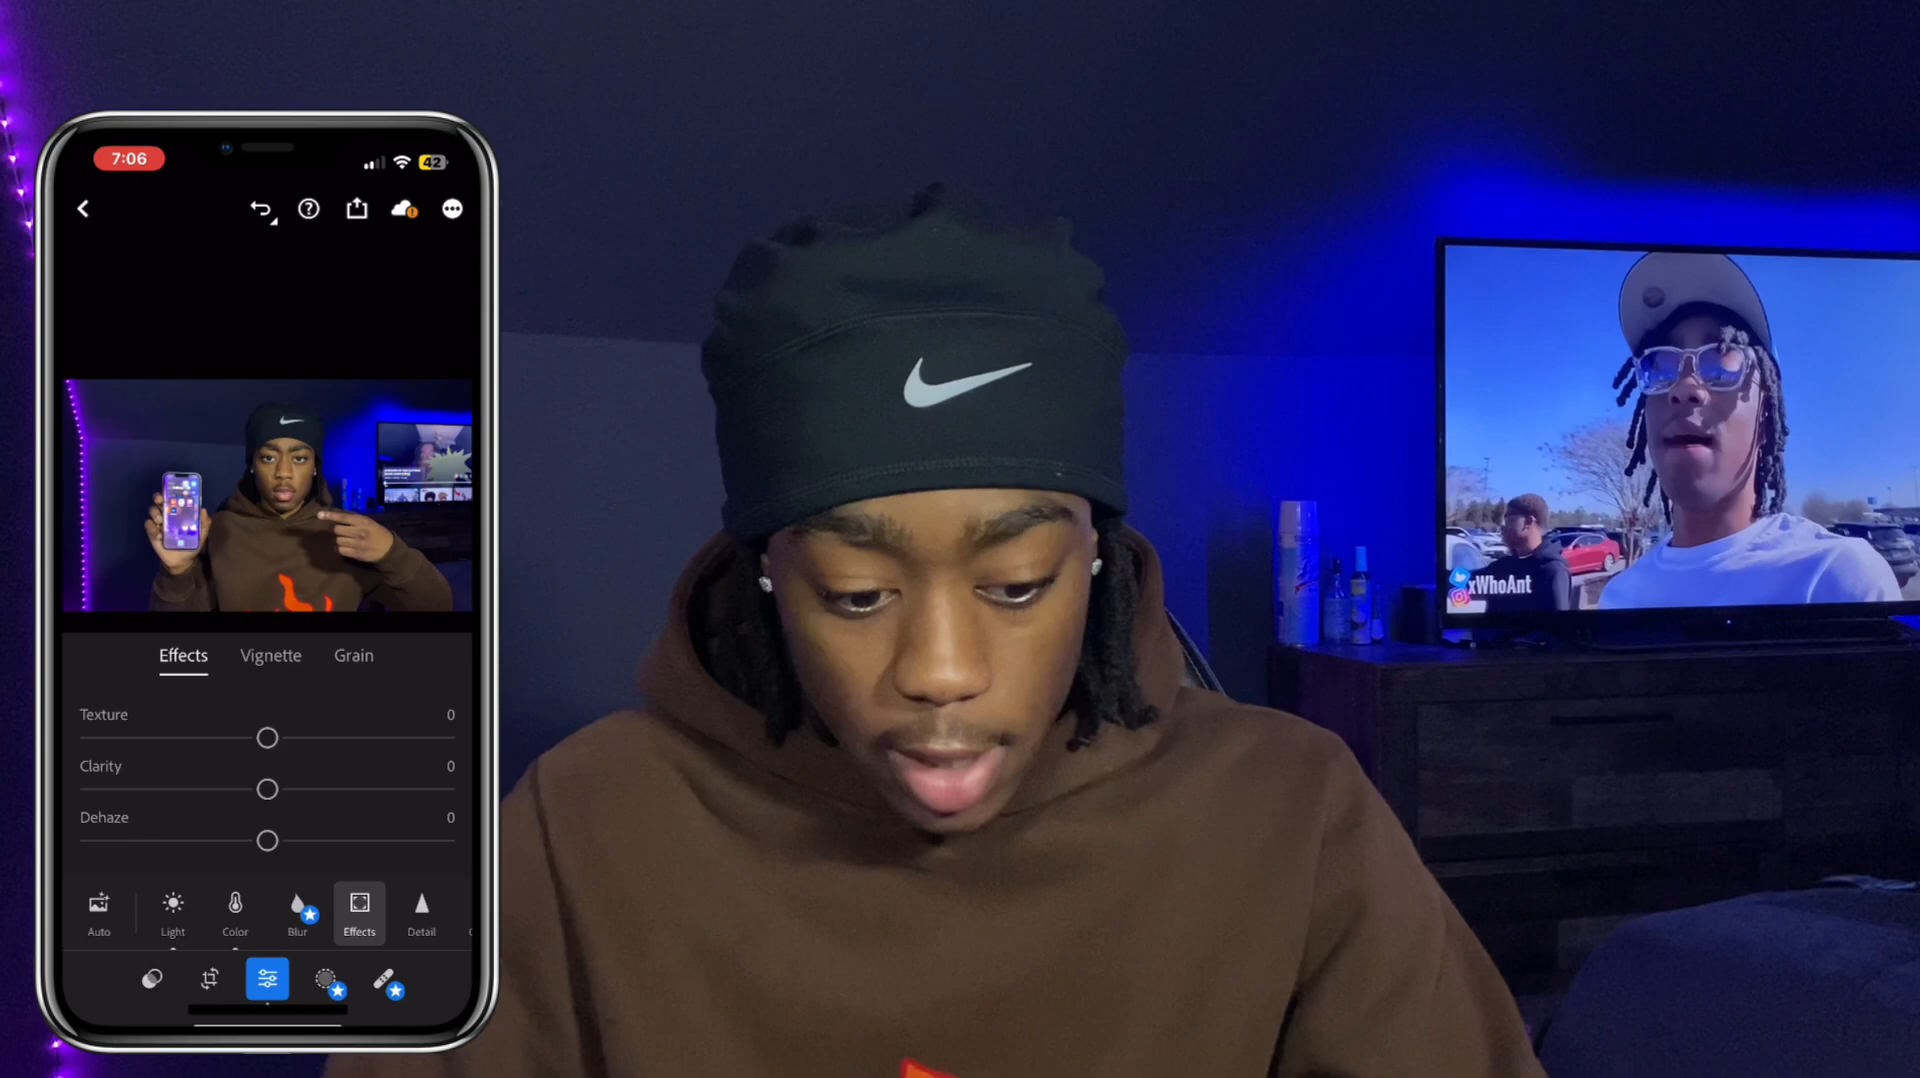 7:06
42
Effects Vignette Grain
Texture 0
Clarity 0
Dehaze 0
Auto Light Color Blur Effects Detail
xWhoAnt